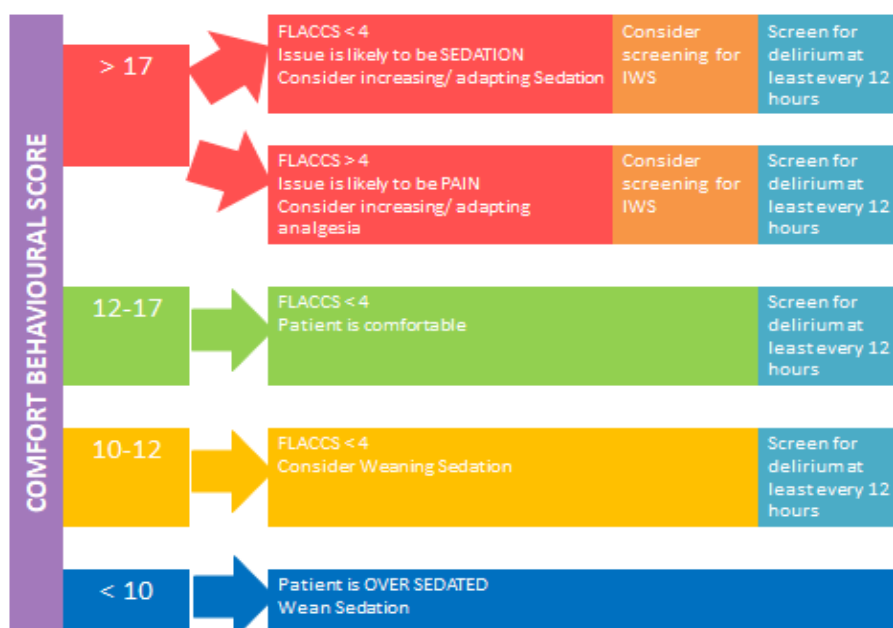 COMFORT BEHAVIOURAL SCORE
> 17
FLACCS < 4
Issue is likely to be SEDATION
Consider increasing/ adapting Sedation
Consider
screening for
IWS
Screen for
delirium at
least every 12
hours
FLACCS > 4
Issue is likely to be PAIN
Consider increasing/ adapting
analgesia
Consider
screening for
IWS
Screen for
delirium at
least every 12
hours
12-17
FLACCS < 4
Patient is comfortable
Screen for
delirium at
least every 12
hours
10-12
FLACCS < 4
Consider Weaning Sedation
Screen for
delirium at
least every 12
hours
< 10
Patient is OVER SEDATED
Wean Sedation